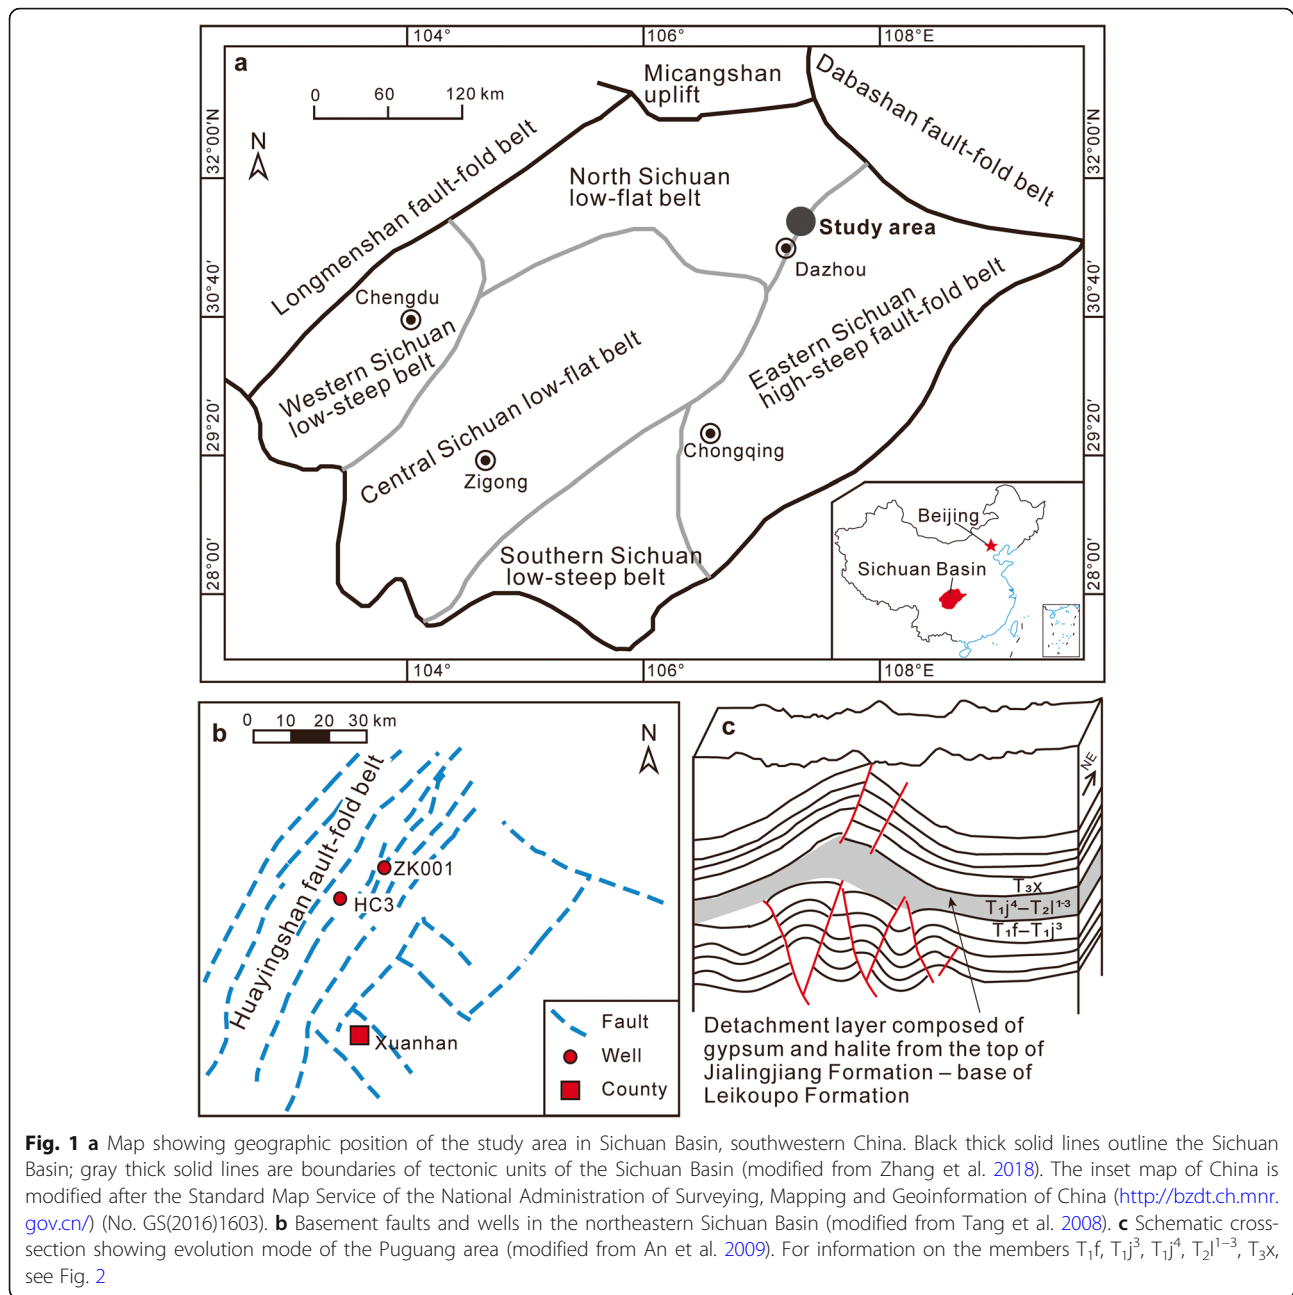 104°
106°
108°E
a
0
60
120 km
N
Micangshan
uplift
Dabashan fault-fold belt
Longmenshan fault-fold belt
North Sichuan
low-flat belt
32°00′N
32°00′N
Study area
Dazhou
30°40′
30°40′
Chengdu
Western Sichuan
low-steep belt
Eastern Sichuan
high-steep fault-fold belt
Central Sichuan low-flat belt
29°20′
29°20′
Chongqing
Zigong
Southern Sichuan
low-steep belt
28°00′
28°00′
Beijing
Sichuan Basin
104°
106°
108°E
b
0 10 20 30 km
N
Huayingshan fault-fold belt
ZK001
HC3
Xuanhan
Fault
Well
County
c
NE
T₃x
T₁j⁴–T₂l¹⁻³
T₁f–T₁j³
Detachment layer composed of
gypsum and halite from the top of
Jialingjiang Formation – base of
Leikoupo Formation
Fig. 1 a Map showing geographic position of the study area in Sichuan Basin, southwestern China. Black thick solid lines outline the Sichuan
Basin; gray thick solid lines are boundaries of tectonic units of the Sichuan Basin (modified from Zhang et al. 2018). The inset map of China is
modified after the Standard Map Service of the National Administration of Surveying, Mapping and Geoinformation of China (http://bzdt.ch.mnr.
gov.cn/) (No. GS(2016)1603). b Basement faults and wells in the northeastern Sichuan Basin (modified from Tang et al. 2008). c Schematic cross-
section showing evolution mode of the Puguang area (modified from An et al. 2009). For information on the members T₁f, T₁j³, T₁j⁴, T₂l¹⁻³, T₃x,
see Fig. 2